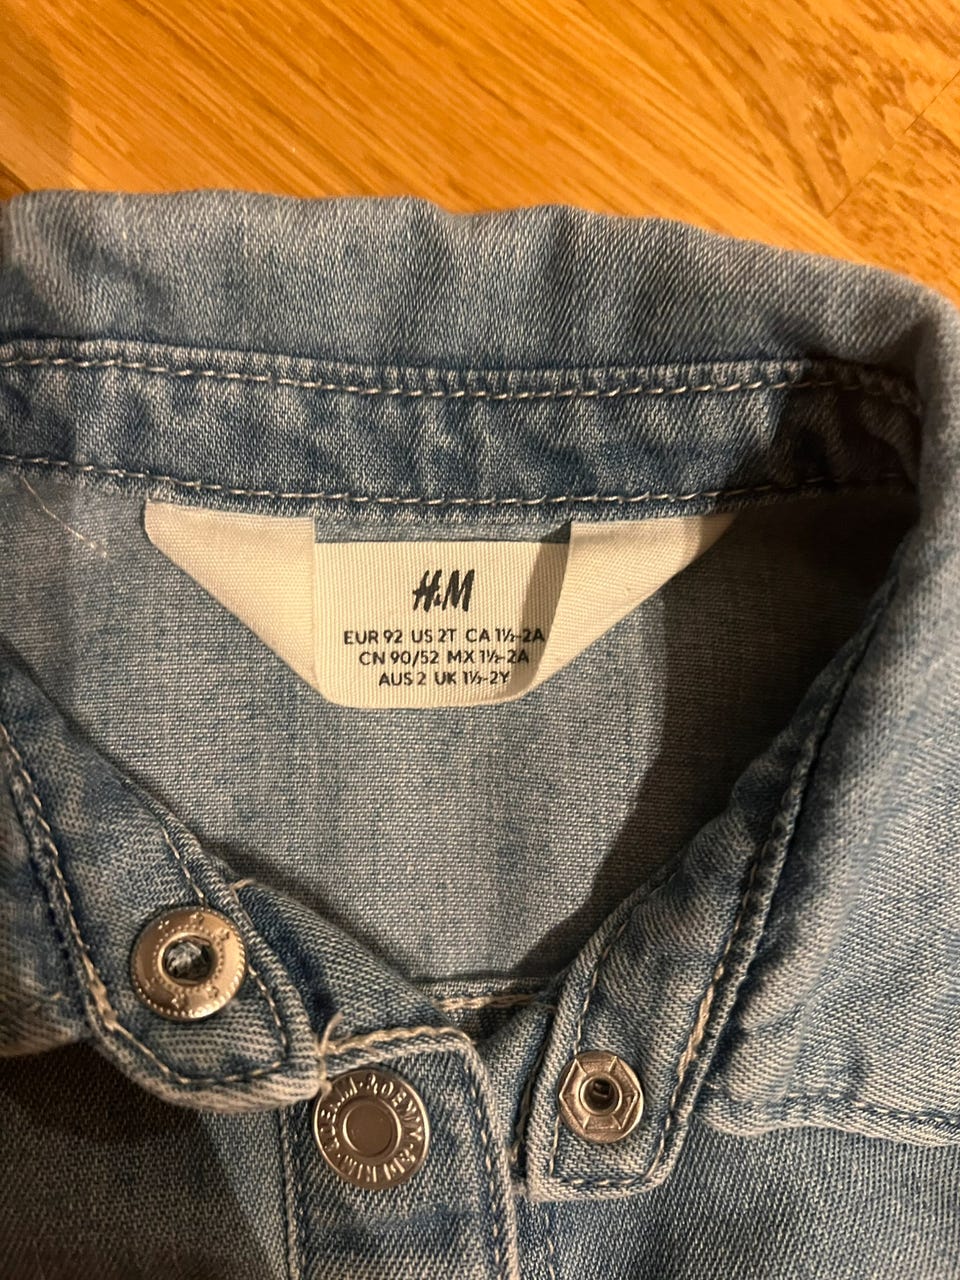 H&M
EUR 92 US 2T CA 1½-2A
CN 90/52 MX 1½-2A
AUS 2 UK 1½-2Y